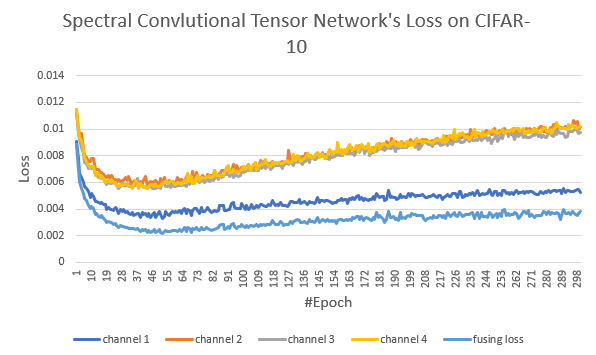 Spectral Convlutional Tensor Network's Loss on CIFAR-
10
0.014
0.012
0.01
0.008
0.006
0.004
0.002
0
Loss
1 10 19 28 37 46 55 64 73 82 91 100 109 118 127 136 145 154 163 172 181 190 199 208 217 226 235 244 253 262 271 280 289 298
#Epoch
channel 1 channel 2 channel 3 channel 4 fusing loss